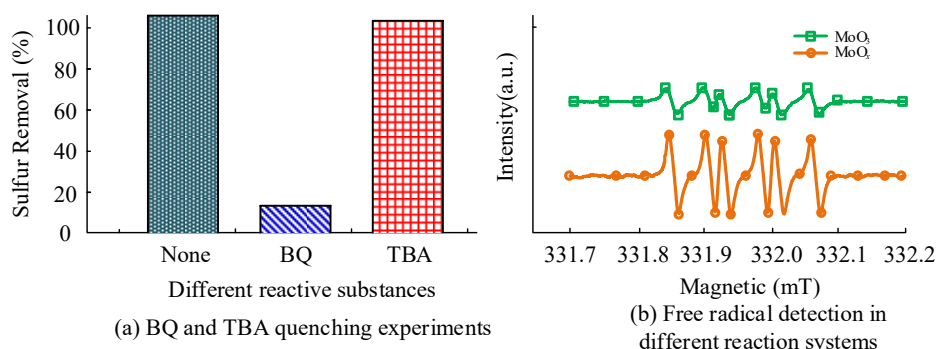 Sulfur Removal (%)
100
80
60
40
20
0
None BQ TBA
Different reactive substances
(a) BQ and TBA quenching experiments
Intensity(a.u.)
MoO₃
MoOₓ
331.7 331.8 331.9 332.0 332.1 332.2
Magnetic (mT)
(b) Free radical detection in
different reaction systems